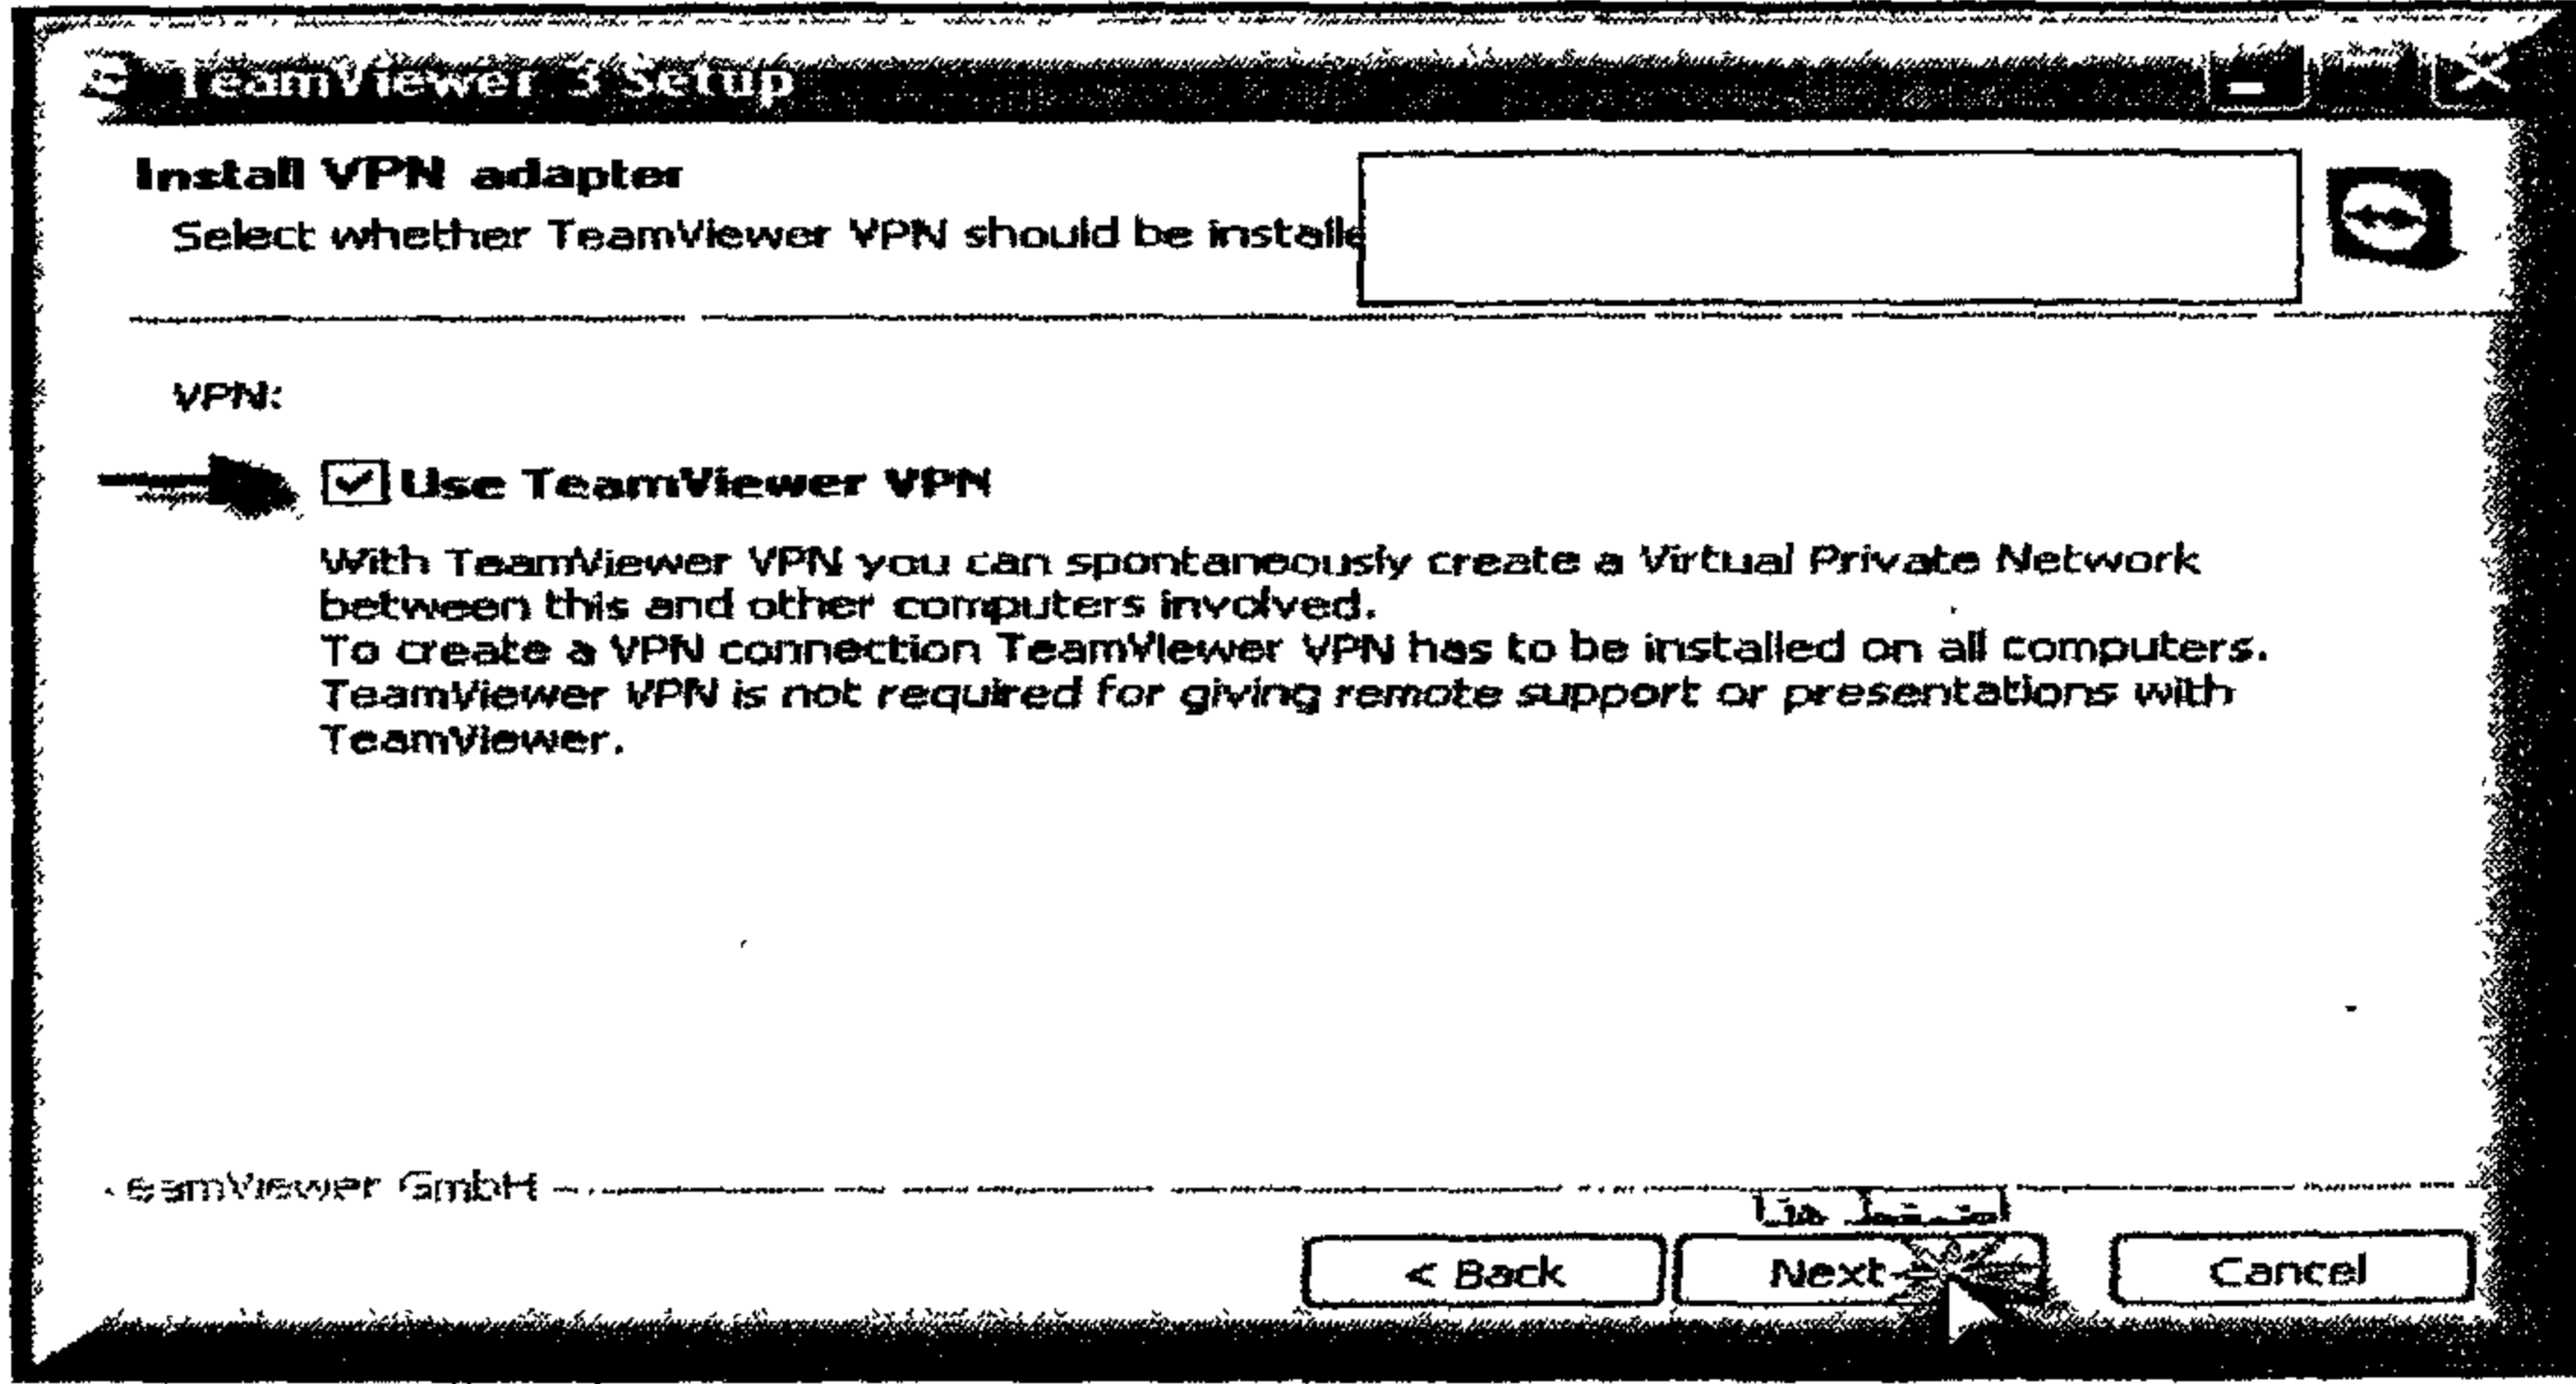 TeamViewer 3 Setup
Install VPN adapter
Select whether TeamViewer VPN should be installe
VPN:
Use TeamViewer VPN
With TeamViewer VPN you can spontaneously create a Virtual Private Network
between this and other computers involved.
To create a VPN connection TeamViewer VPN has to be installed on all computers.
TeamViewer VPN is not required for giving remote support or presentations with
TeamViewer.
eamViewer GmbH
< Back
Next
Cancel